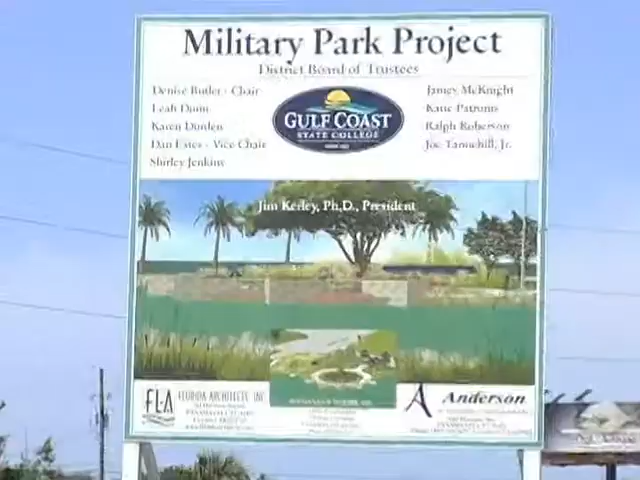 Military Park Project
District Board of Trustees
Denise Butler - Chair
Leah Dunn
Karen Durden
Dan Estes - Vice Chair
Shirley Jenkins
GULF COAST
STATE COLLEGE
James McKnight
Katie Patronis
Ralph Roberson
Joe Tannehill, Jr.
Jim Kerley, Ph.D., President
FLA
FLORIDA ARCHITECTS, INC
A Anderson